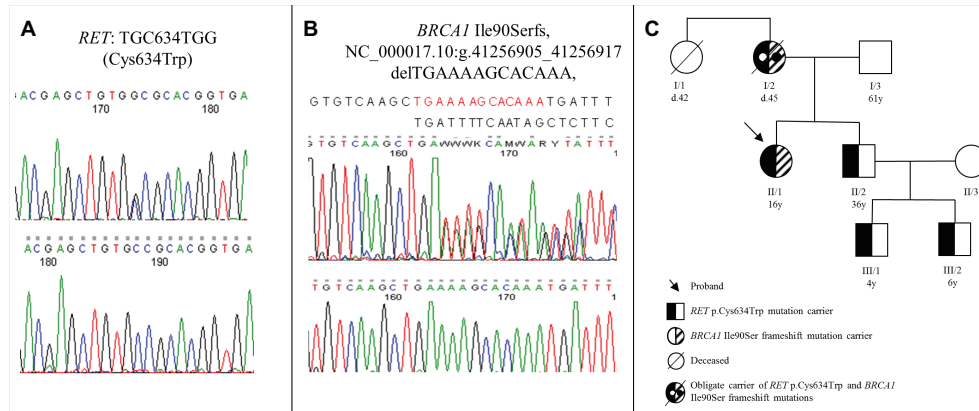 A
RET: TGC634TGG
(Cys634Trp)
ACGAGCTGTGGCGCACGGTGA
170 180
ACGAGCTGTGCCGCACGGTGA
180 190
B
BRCA1 Ile90Serfs,
NC_000017.10:g.41256905_41256917
delTGAAAAGCACAAA,
GTGTCAAGCTGAAAAGCACAAATGATTT
TGATTTTCAATAGCTCTTC
GTGTCAAGCTGAWWWKCAMWARYTATTT
160 170 1
TGTCAAGCTGAAAAGCACAAATGATTT
160 170 1
C
I/1
d.42
I/2
d.45
I/3
61y
II/1
16y
II/2
36y
II/3
III/1
4y
III/2
6y
Proband
RET p.Cys634Trp mutation carrier
BRCA1 Ile90Ser frameshift mutation carrier
Deceased
Obligate carrier of RET p.Cys634Trp and BRCA1
Ile90Ser frameshift mutations